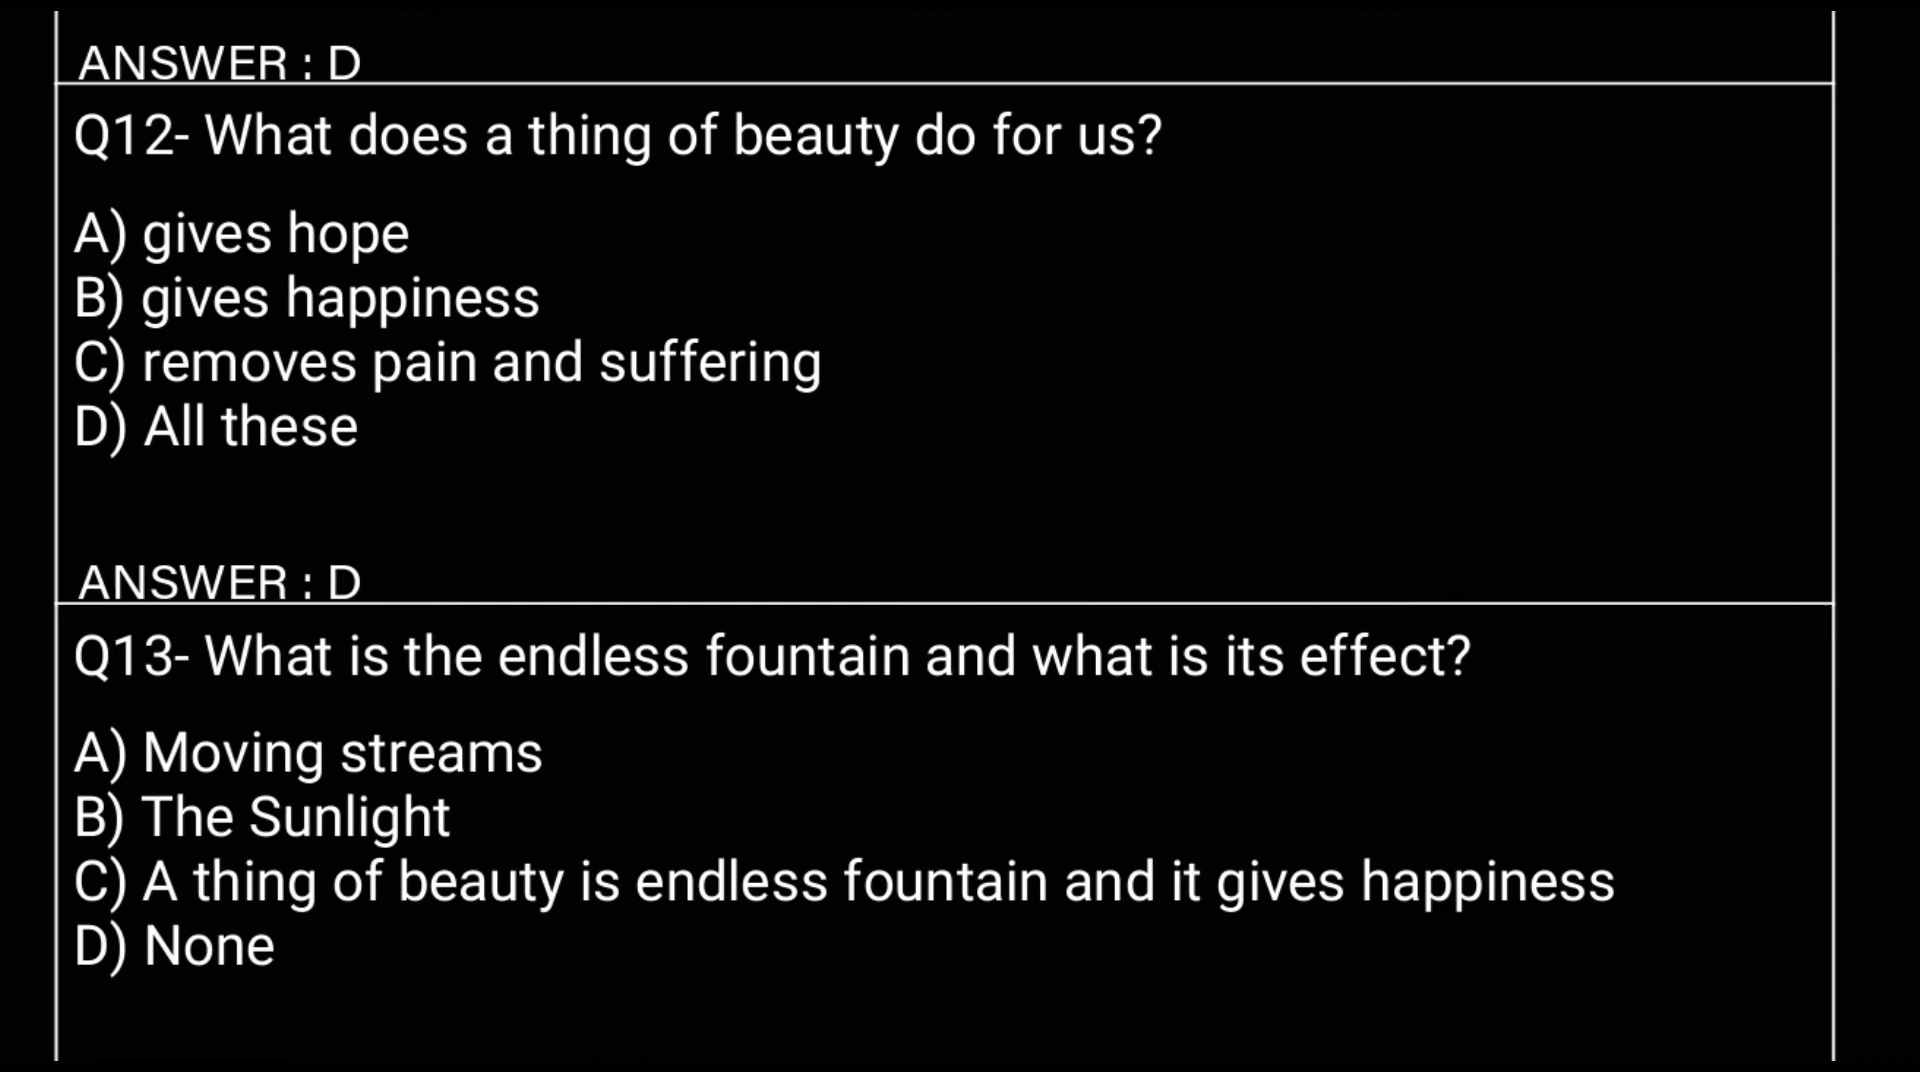 ANSWER : D
Q12- What does a thing of beauty do for us?
A) gives hope
B) gives happiness
C) removes pain and suffering
D) All these
ANSWER : D
Q13- What is the endless fountain and what is its effect?
A) Moving streams
B) The Sunlight
C) A thing of beauty is endless fountain and it gives happiness
D) None